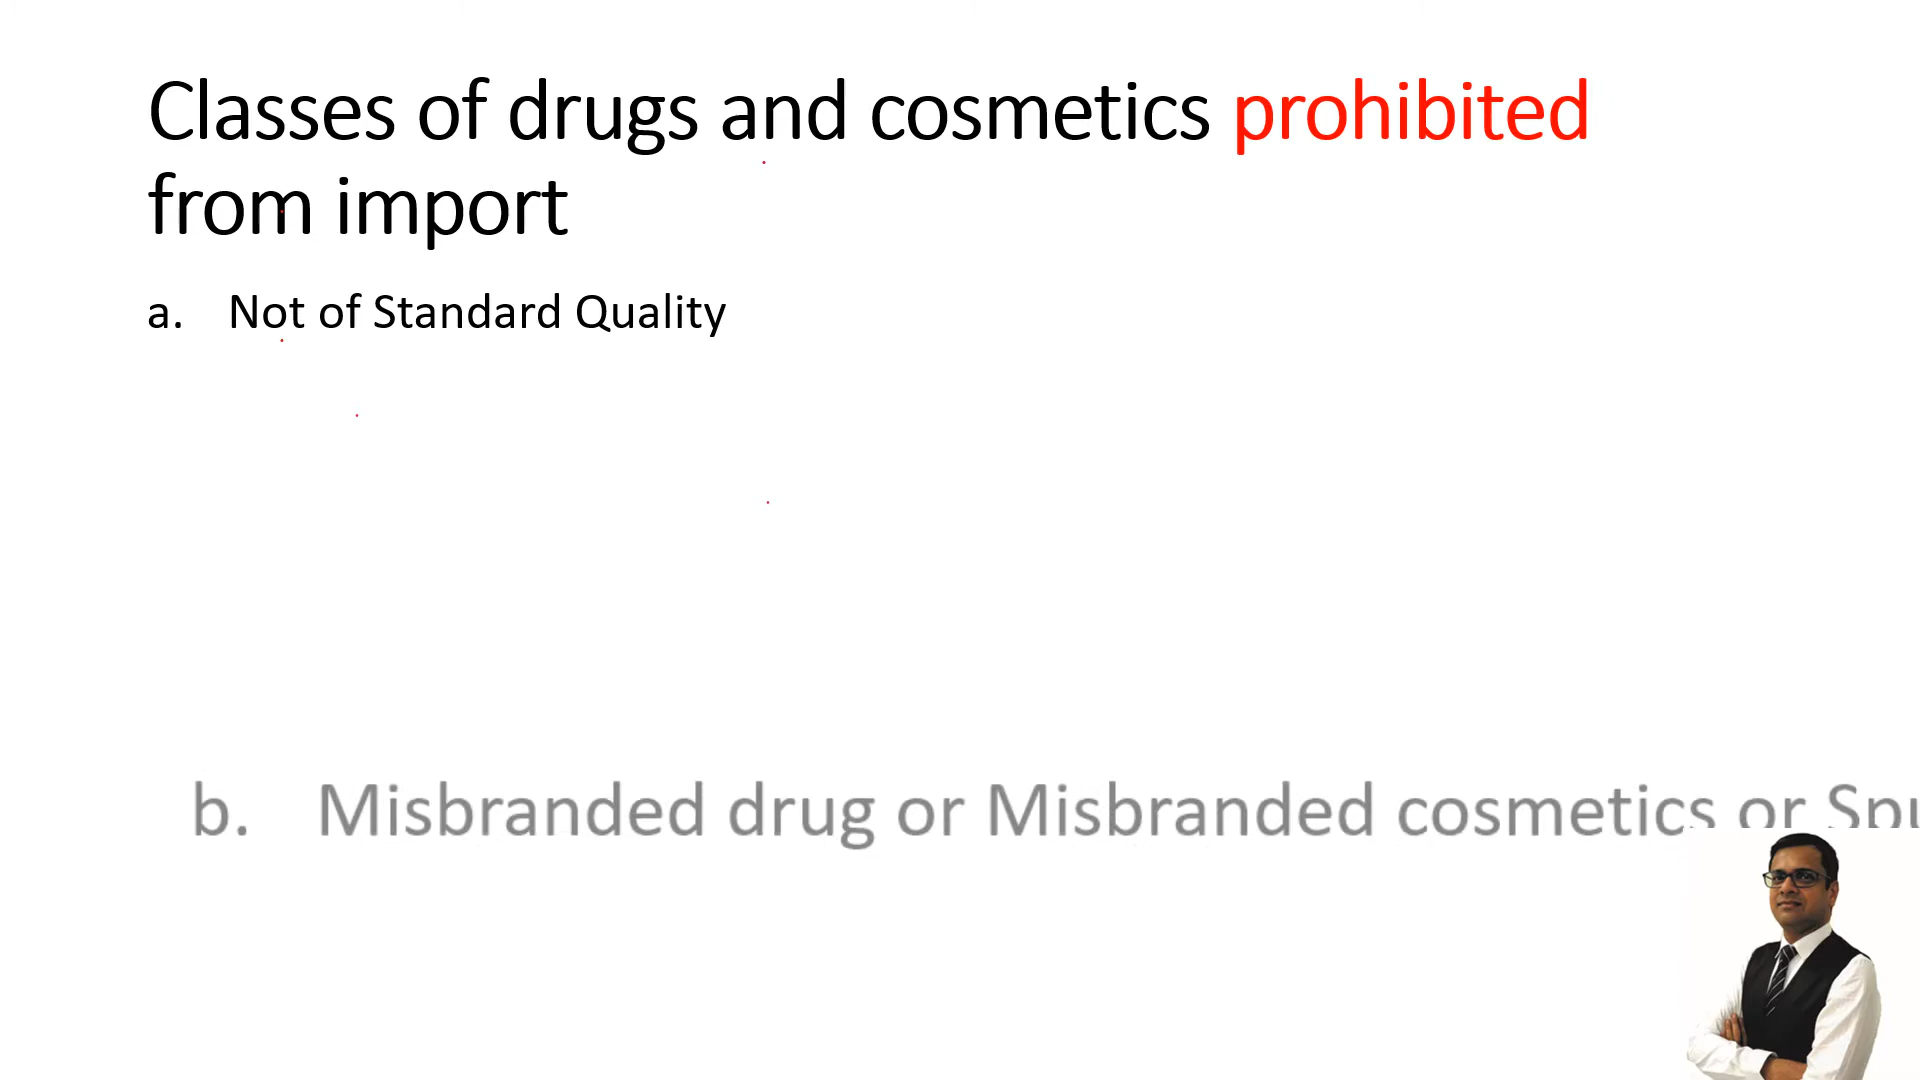 Classes of drugs and cosmetics prohibited
from import
a. Not of Standard Quality
b. Misbranded drug or Misbranded cosmetics or